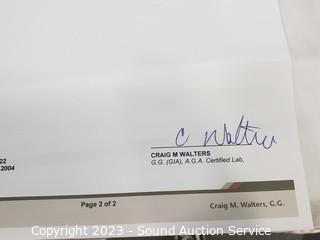 C Walters
CRAIG M WALTERS
G.G. (GIA), A.G.A. Certified Lab,
22
2004
Page 2 of 2
Craig M. Walters, G.G.
Copyright 2023 - Sound Auction Service